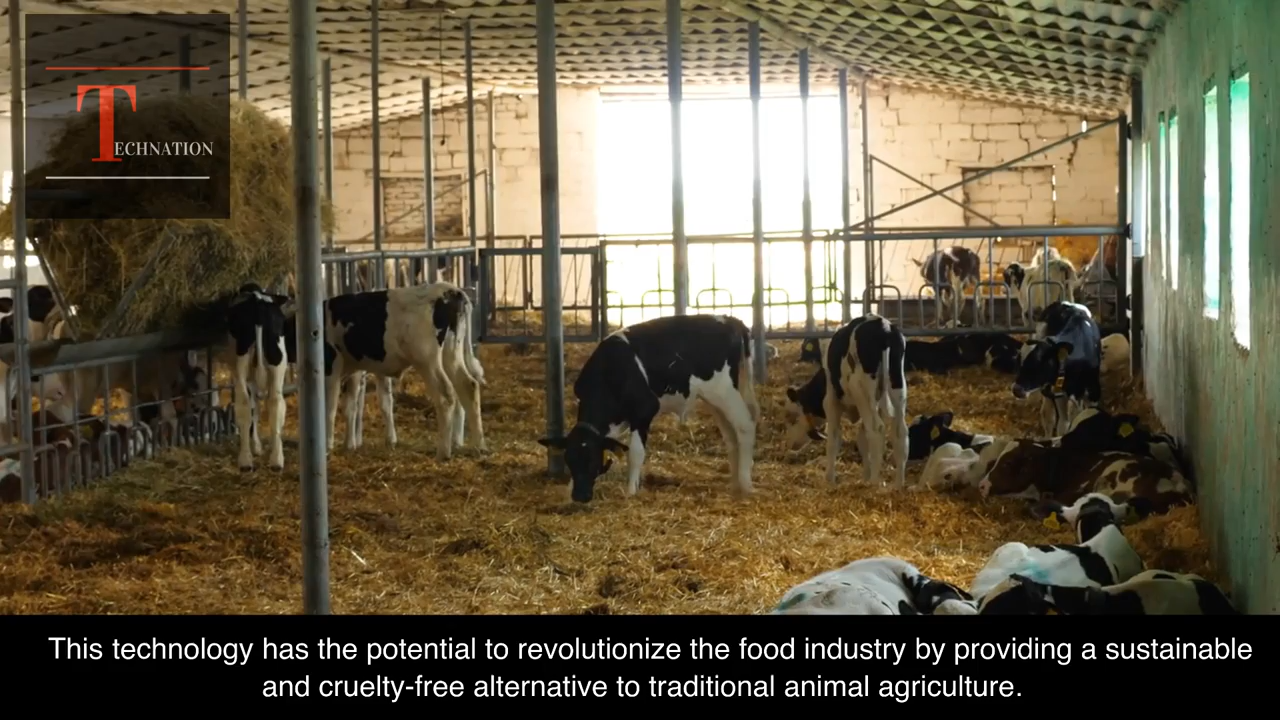 TECHNATION
This technology has the potential to revolutionize the food industry by providing a sustainable
and cruelty-free alternative to traditional animal agriculture.